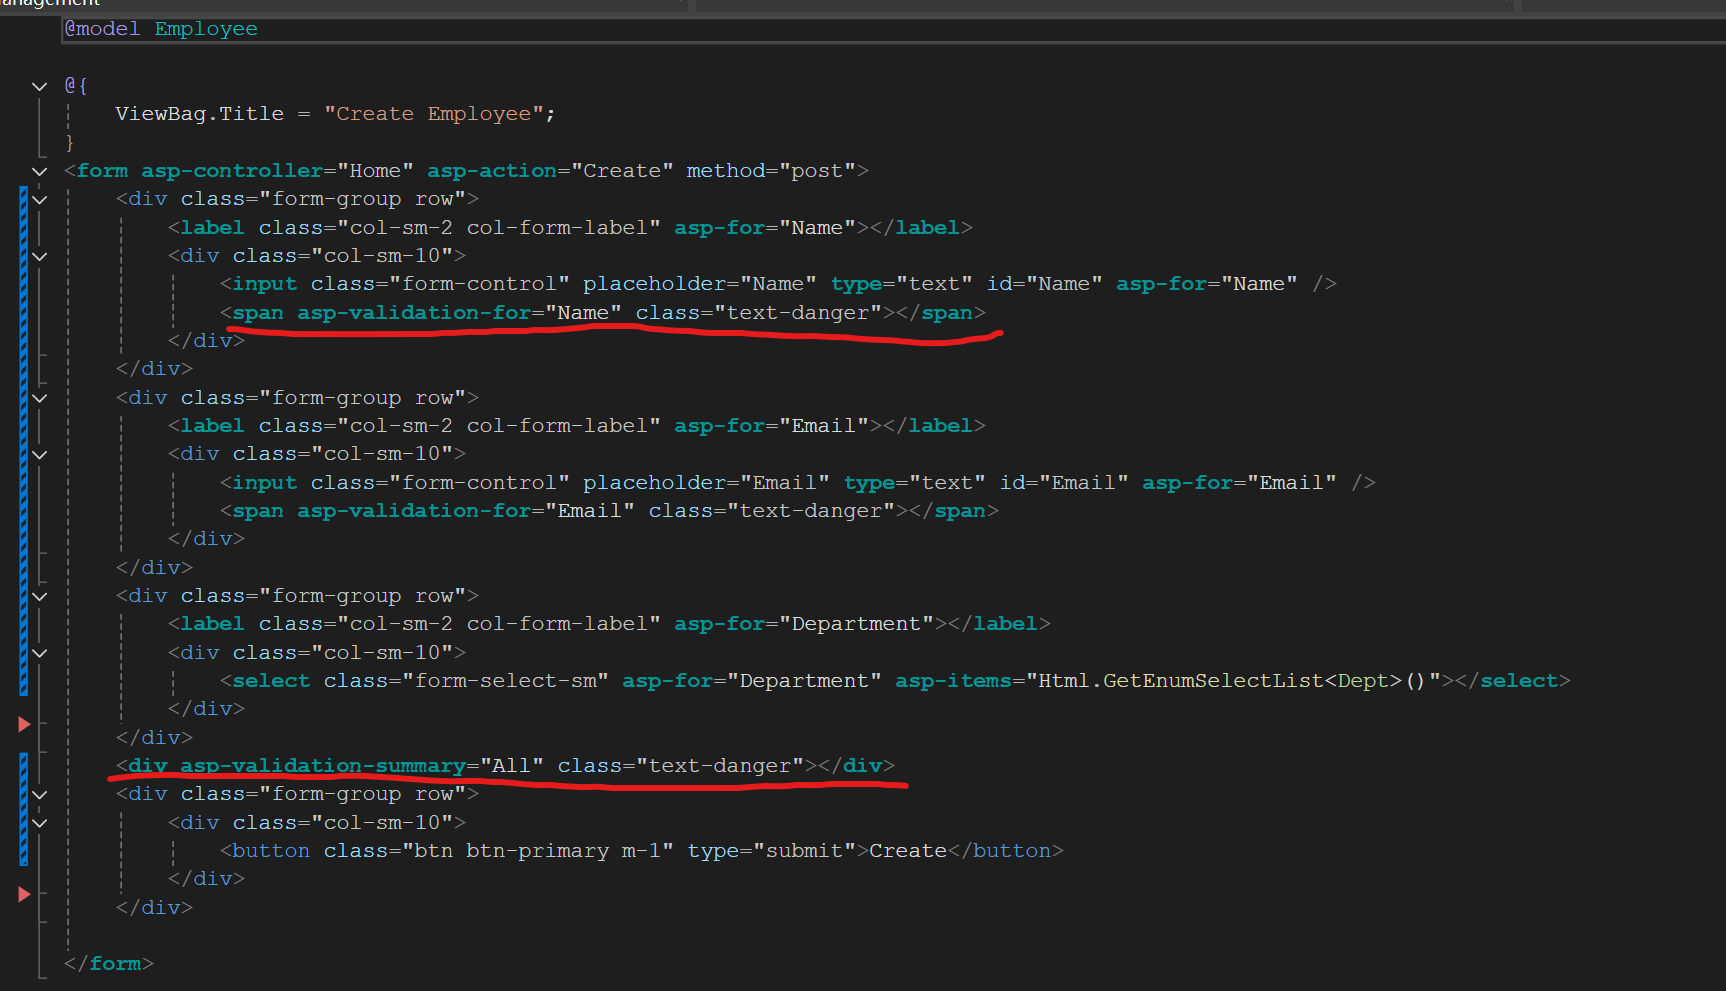 @model Employee
@{
ViewBag.Title = "Create Employee";
}
<form asp-controller="Home" asp-action="Create" method="post">
<div class="form-group row">
<label class="col-sm-2 col-form-label" asp-for="Name"></label>
<div class="col-sm-10">
<input class="form-control" placeholder="Name" type="text" id="Name" asp-for="Name" />
<span asp-validation-for="Name" class="text-danger"></span>
</div>
</div>
<div class="form-group row">
<label class="col-sm-2 col-form-label" asp-for="Email"></label>
<div class="col-sm-10">
<input class="form-control" placeholder="Email" type="text" id="Email" asp-for="Email" />
<span asp-validation-for="Email" class="text-danger"></span>
</div>
</div>
<div class="form-group row">
<label class="col-sm-2 col-form-label" asp-for="Department"></label>
<div class="col-sm-10">
<select class="form-select-sm" asp-for="Department" asp-items="Html.GetEnumSelectList<Dept>()"></select>
</div>
</div>
<div asp-validation-summary="All" class="text-danger"></div>
<div class="form-group row">
<div class="col-sm-10">
<button class="btn btn-primary m-1" type="submit">Create</button>
</div>
</div>
</form>